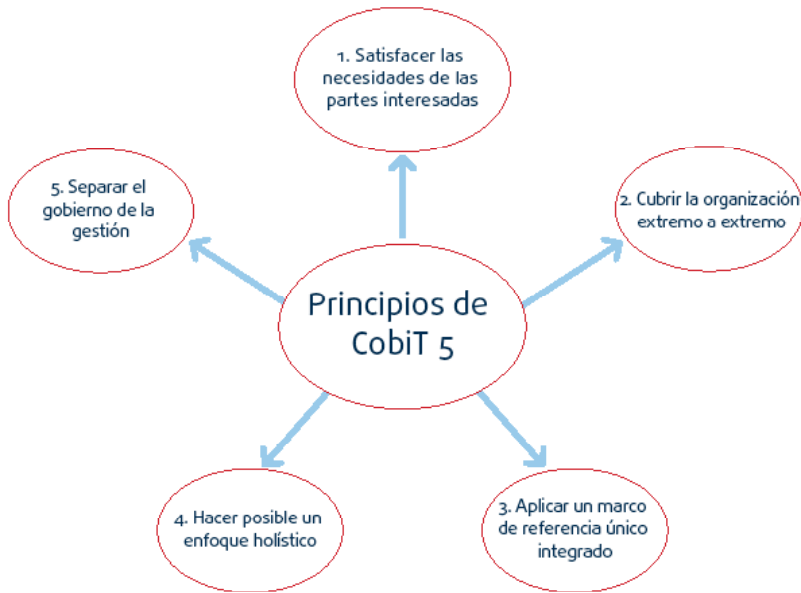 1. Satisfacer las
necesidades de las
partes interesadas
5. Separar el
gobierno de la
gestión
2. Cubrir la organización
extremo a extremo
Principios de
CobiT 5
4. Hacer posible un
enfoque holístico
3. Aplicar un marco
de referencia único
integrado